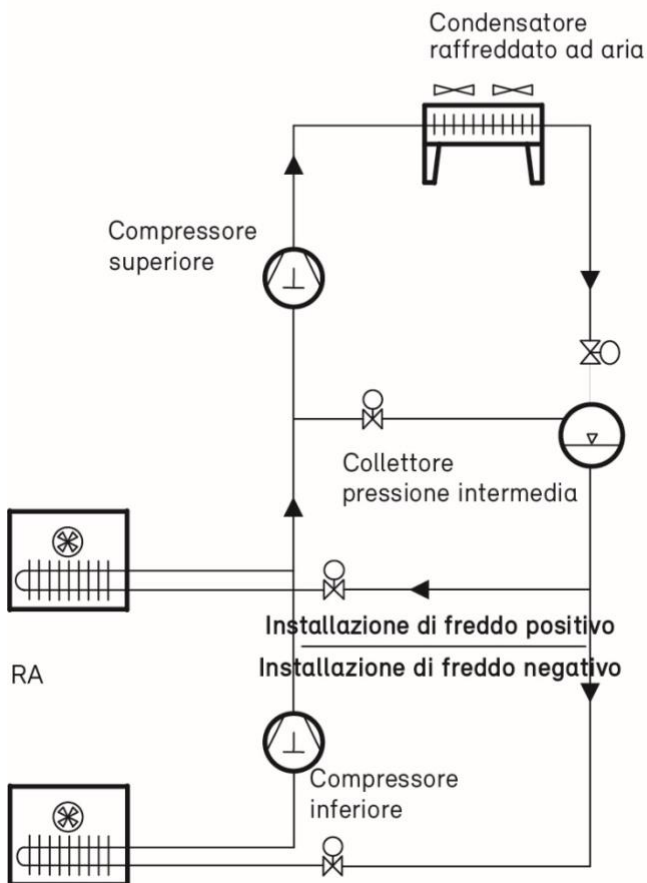 Condensatore
raffreddato ad aria
Compressore
superiore
Collettore
pressione intermedia
Installazione di freddo positivo
Installazione di freddo negativo
RA
Compressore
inferiore